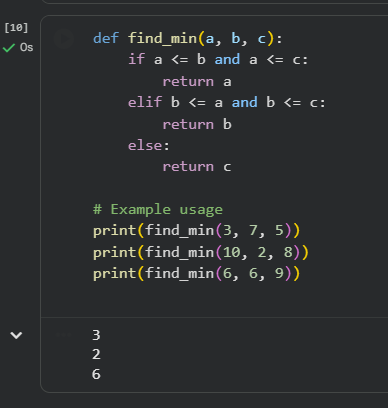 [10]
0s
def find_min(a, b, c):
    if a <= b and a <= c:
        return a
    elif b <= a and b <= c:
        return b
    else:
        return c

# Example usage
print(find_min(3, 7, 5))
print(find_min(10, 2, 8))
print(find_min(6, 6, 9))
3
2
6